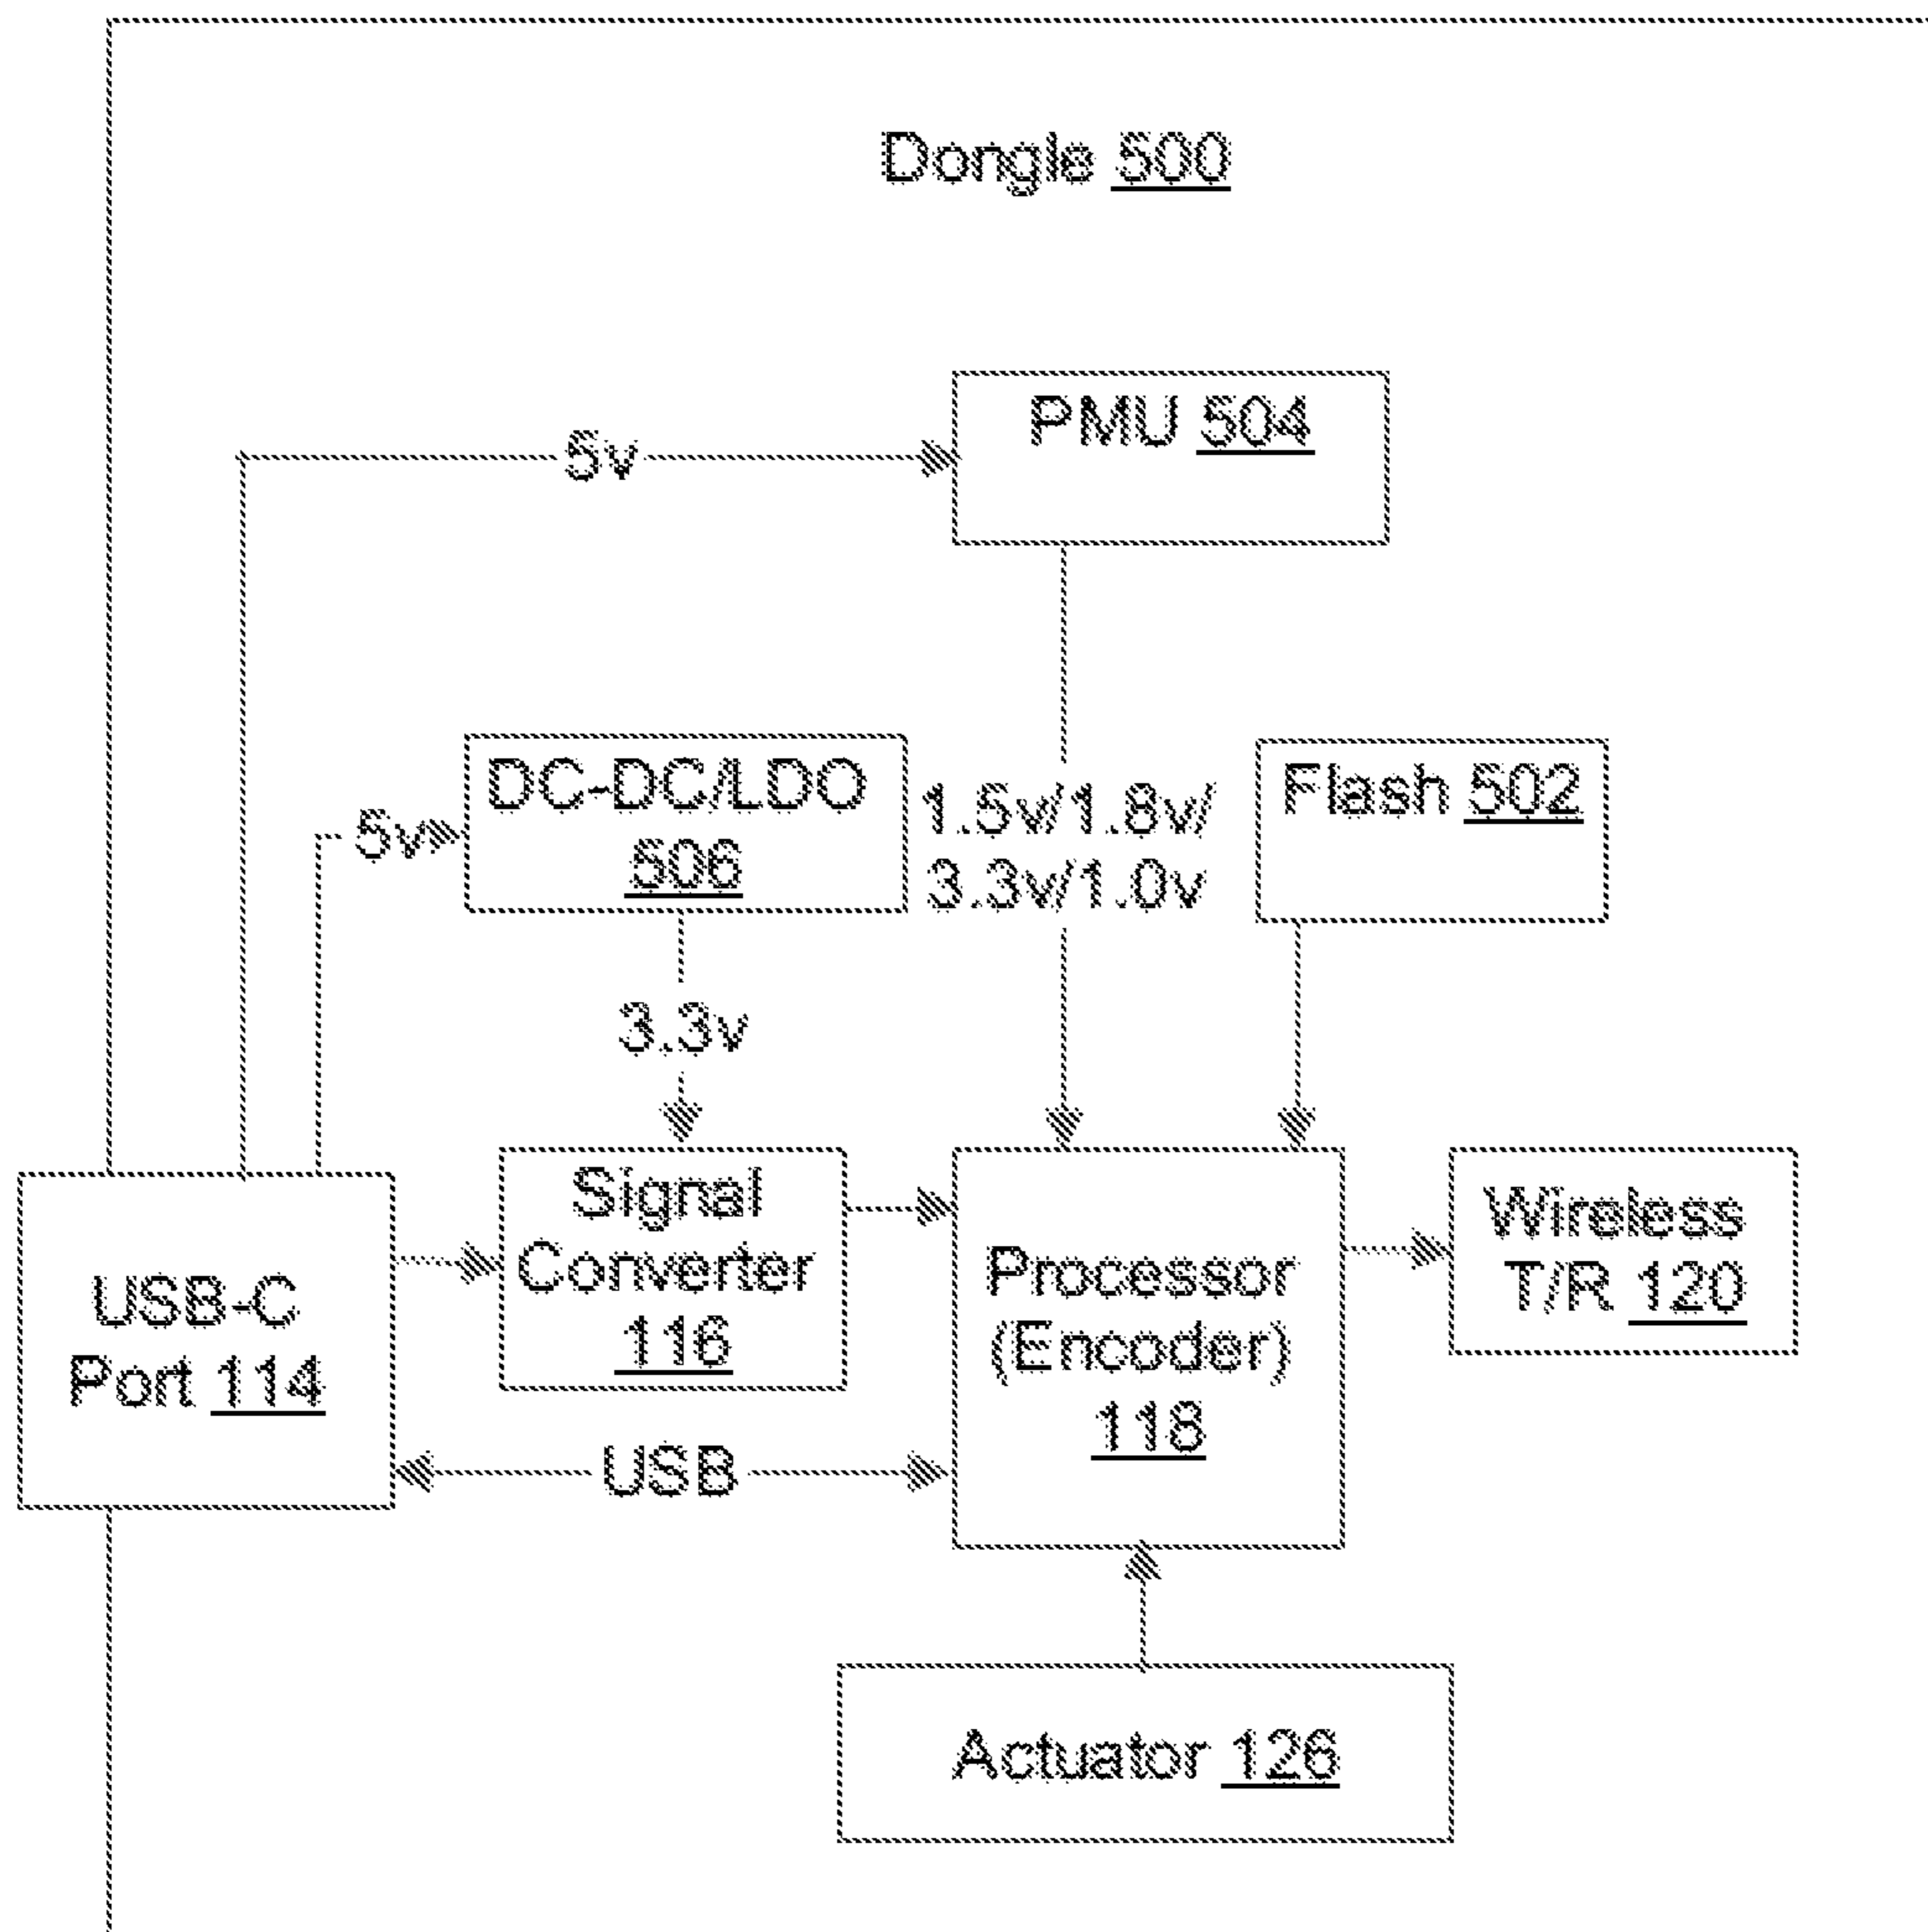 Dongle 500
PMU 504
5v
DC-DC/LDO
506
5v
1.5v/1.8v/
3.3v/1.0v
Flash 502
3.3v
Signal
Converter
116
USB-C
Port 114
Processor
(Encoder)
118
Wireless
T/R 120
USB
Actuator 126